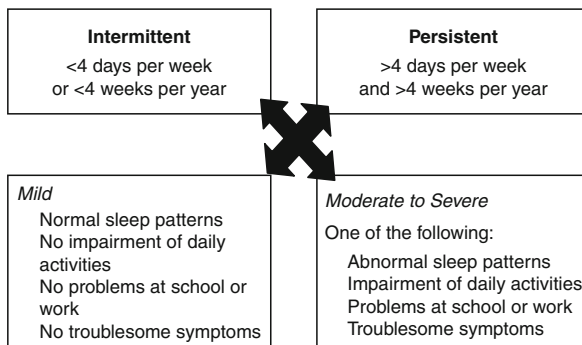 Intermittent
<4 days per week
or <4 weeks per year
Persistent
>4 days per week
and >4 weeks per year
Mild
Normal sleep patterns
No impairment of daily
activities
No problems at school or
work
No troublesome symptoms
Moderate to Severe
One of the following:
Abnormal sleep patterns
Impairment of daily activities
Problems at school or work
Troublesome symptoms